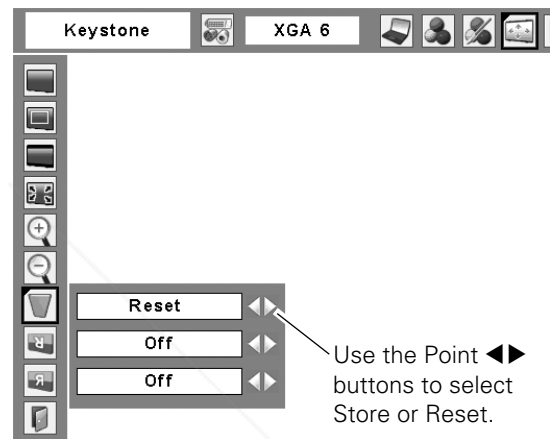 Keystone
XGA 6
Reset
Off
Off
Use the Point ◀▶
buttons to select
Store or Reset.